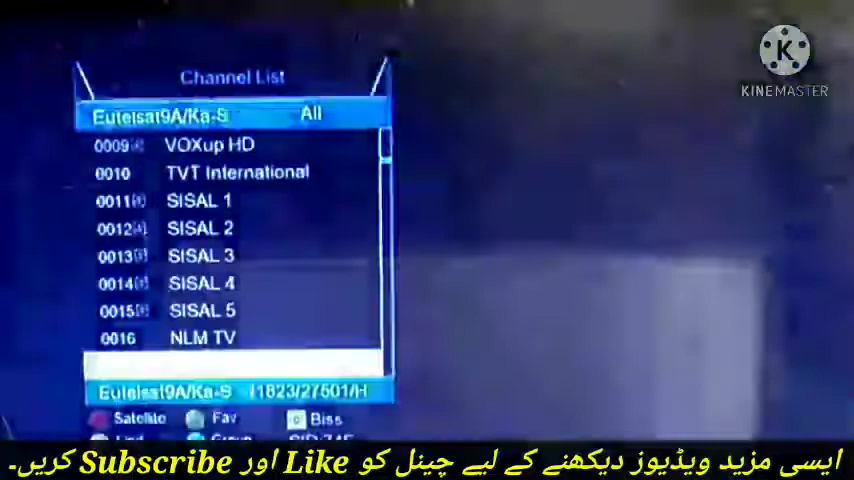 K
KINEMASTER
Channel List
Eutelsat9A/Ka-S All
0009 VOXup HD
0010 TVT International
0011 SISAL 1
0012 SISAL 2
0013 SISAL 3
0014 SISAL 4
0015 SISAL 5
0016 NLM TV
Eutelsat9A/Ka-S 11823/27501/H
Satellite Fav Biss
ایسی مزید ویڈیوز دیکھنے کے لیے چینل کو Like اور Subscribe کریں۔